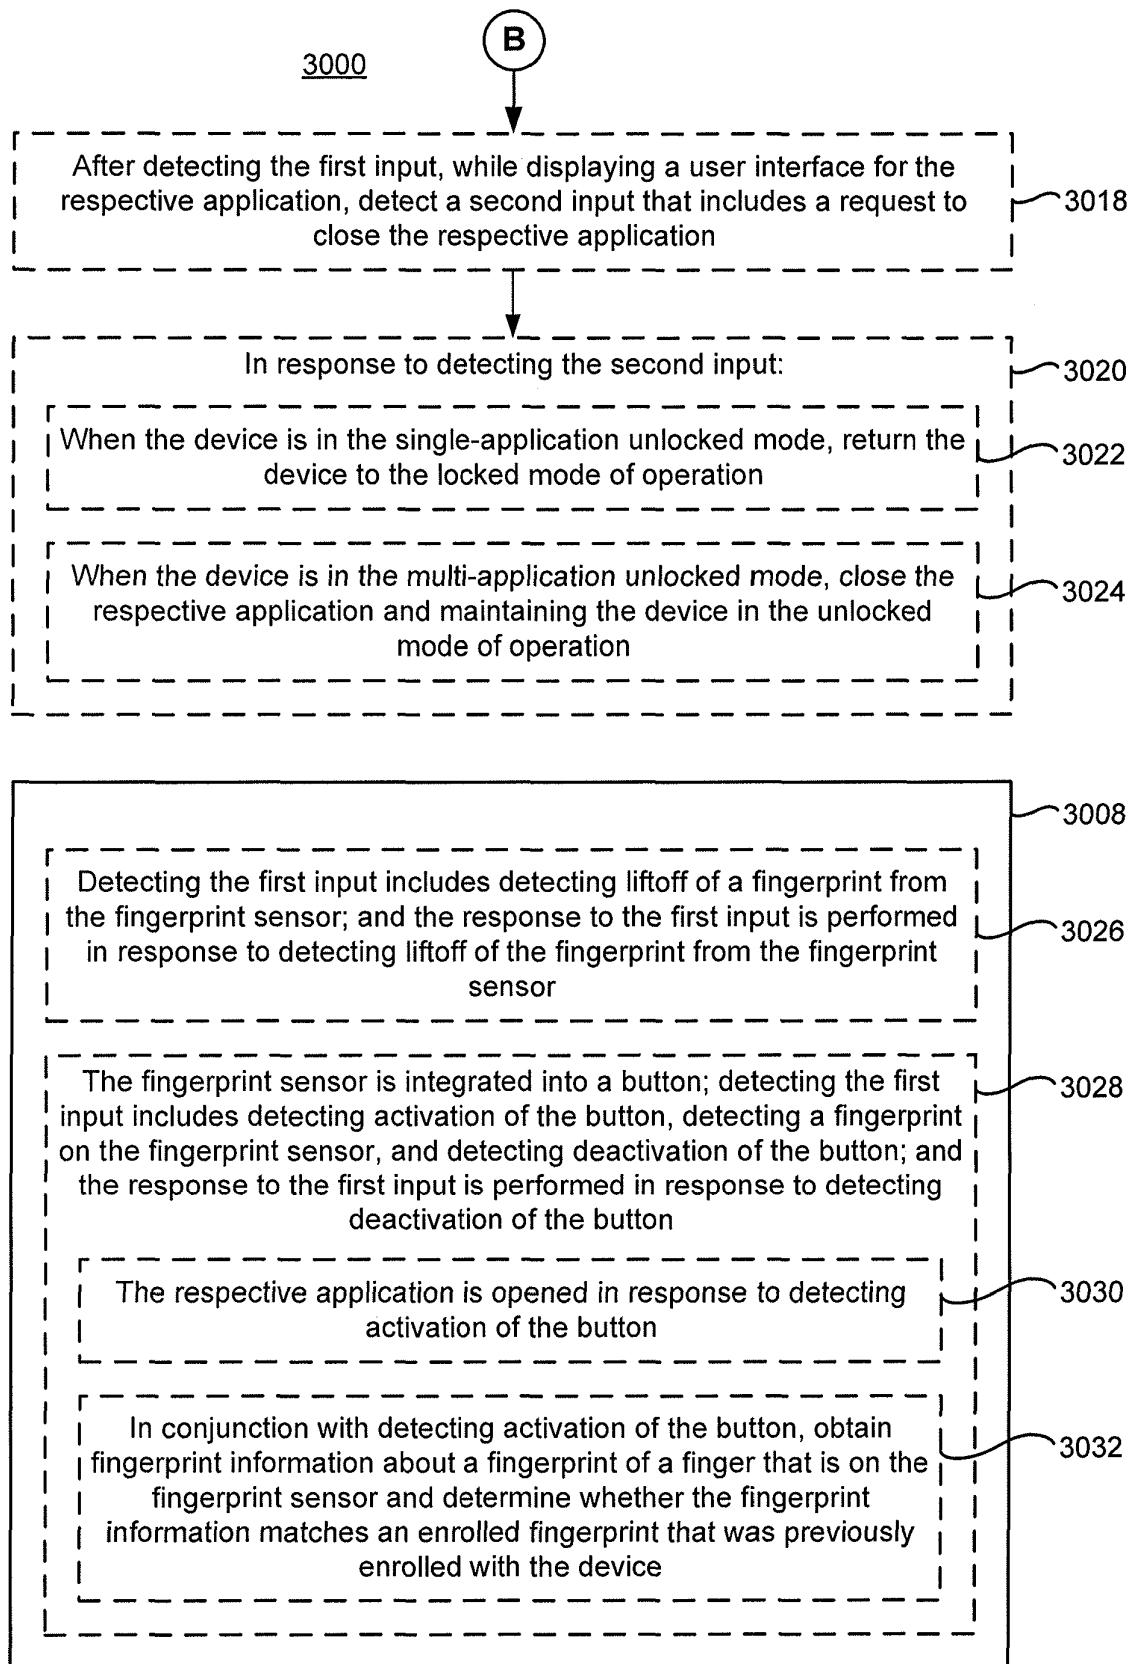 B
3000
After detecting the first input, while displaying a user interface for the
respective application, detect a second input that includes a request to
close the respective application
3018
In response to detecting the second input:
3020
When the device is in the single-application unlocked mode, return the
device to the locked mode of operation
3022
When the device is in the multi-application unlocked mode, close the
respective application and maintaining the device in the unlocked
mode of operation
3024
3008
Detecting the first input includes detecting liftoff of a fingerprint from
the fingerprint sensor; and the response to the first input is performed
in response to detecting liftoff of the fingerprint from the fingerprint
sensor
3026
The fingerprint sensor is integrated into a button; detecting the first
input includes detecting activation of the button, detecting a fingerprint
on the fingerprint sensor, and detecting deactivation of the button; and
the response to the first input is performed in response to detecting
deactivation of the button
3028
The respective application is opened in response to detecting
activation of the button
3030
In conjunction with detecting activation of the button, obtain
fingerprint information about a fingerprint of a finger that is on the
fingerprint sensor and determine whether the fingerprint
information matches an enrolled fingerprint that was previously
enrolled with the device
3032